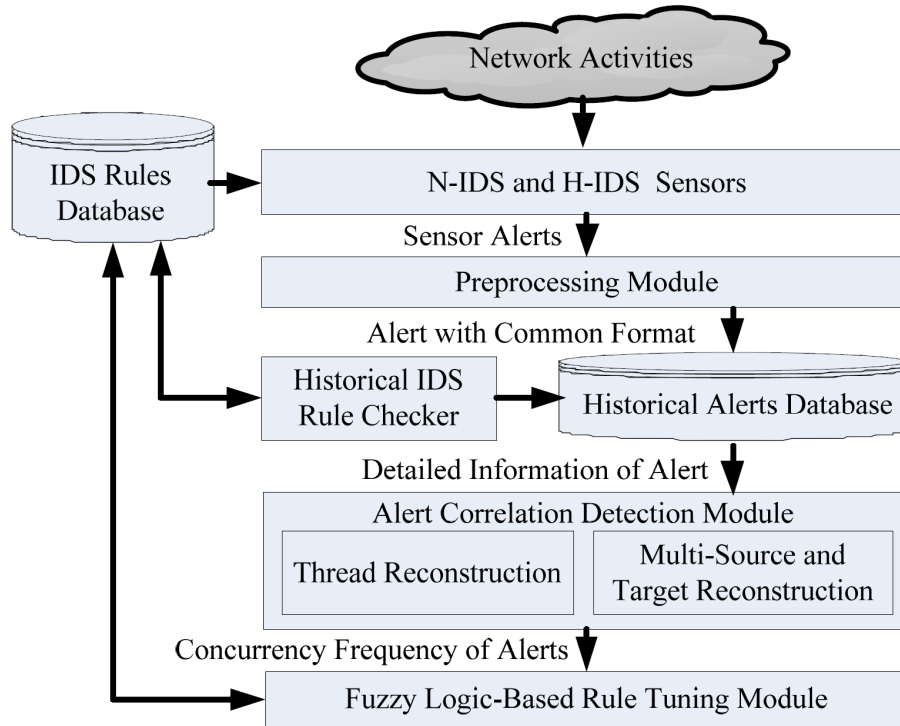 Network Activities
IDS Rules
Database
N-IDS and H-IDS Sensors
Sensor Alerts
Preprocessing Module
Alert with Common Format
Historical IDS
Rule Checker
Historical Alerts Database
Detailed Information of Alert
Alert Correlation Detection Module
Thread Reconstruction
Multi-Source and
Target Reconstruction
Concurrency Frequency of Alerts
Fuzzy Logic-Based Rule Tuning Module